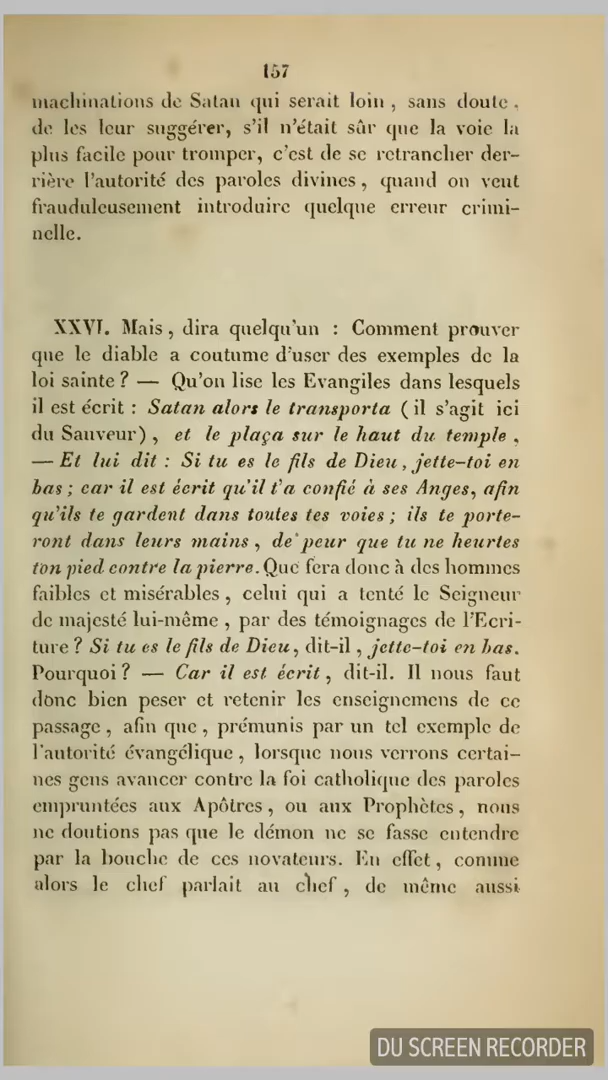 157
machinations de Satan qui serait loin, sans doute,
de les leur suggérer, s'il n'était sûr que la voie la
plus facile pour tromper, c'est de se retrancher der-
rière l'autorité des paroles divines, quand on veut
frauduleusement introduire quelque erreur crimi-
nelle.
XXVI. Mais, dira quelqu'un : Comment prouver
que le diable a coutume d'user des exemples de la
loi sainte ? — Qu'on lise les Evangiles dans lesquels
il est écrit : Satan alors le transporta ( il s'agit ici
du Sauveur), et le plaça sur le haut du temple,
— Et lui dit : Si tu es le fils de Dieu, jette-toi en
bas ; car il est écrit qu'il t'a confié à ses Anges, afin
qu'ils te gardent dans toutes tes voies ; ils te porte-
ront dans leurs mains, de peur que tu ne heurtes
ton pied contre la pierre. Que fera donc à des hommes
faibles et misérables, celui qui a tenté le Seigneur
de majesté lui-même, par des témoignages de l'Ecri-
ture ? Si tu es le fils de Dieu, dit-il, jette-toi en bas.
Pourquoi ? — Car il est écrit, dit-il. Il nous faut
donc bien peser et retenir les enseignemens de ce
passage, afin que, prémunis par un tel exemple de
l'autorité évangélique, lorsque nous verrons certai-
nes gens avancer contre la foi catholique des paroles
empruntées aux Apôtres, ou aux Prophètes, nous
ne doutions pas que le démon ne se fasse entendre
par la bouche de ces novateurs. En effet, comme
alors le chef parlait au chef, de même aussi
DU SCREEN RECORDER